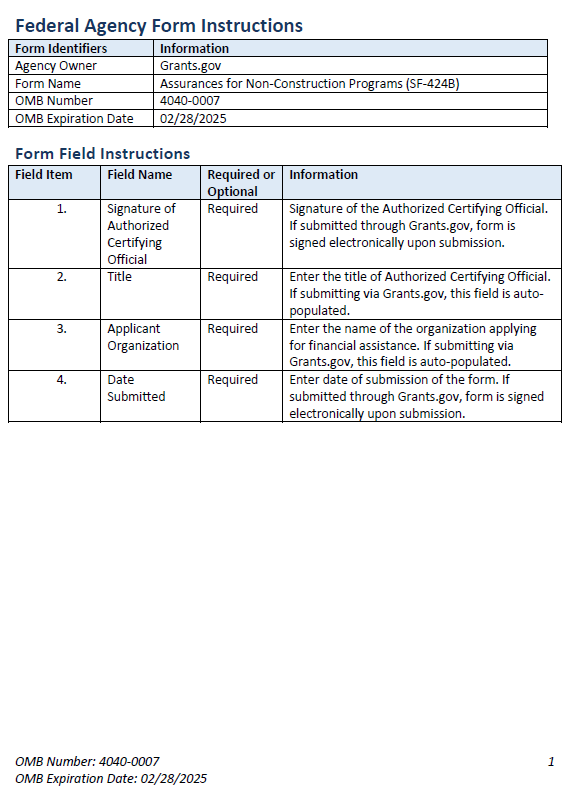 Federal Agency Form Instructions
Form Identifiers Information
Agency Owner Grants.gov
Form Name Assurances for Non-Construction Programs (SF-424B)
OMB Number 4040-0007
OMB Expiration Date 02/28/2025
Form Field Instructions
Field Item Field Name Required or Optional Information
1. Signature of Authorized Certifying Official Required Signature of the Authorized Certifying Official.
If submitted through Grants.gov, form is
signed electronically upon submission.
2. Title Required Enter the title of Authorized Certifying Official.
If submitting via Grants.gov, this field is auto-
populated.
3. Applicant Organization Required Enter the name of the organization applying
for financial assistance. If submitting via
Grants.gov, this field is auto-populated.
4. Date Submitted Required Enter date of submission of the form. If
submitted through Grants.gov, form is signed
electronically upon submission.
OMB Number: 4040-0007 1
OMB Expiration Date: 02/28/2025